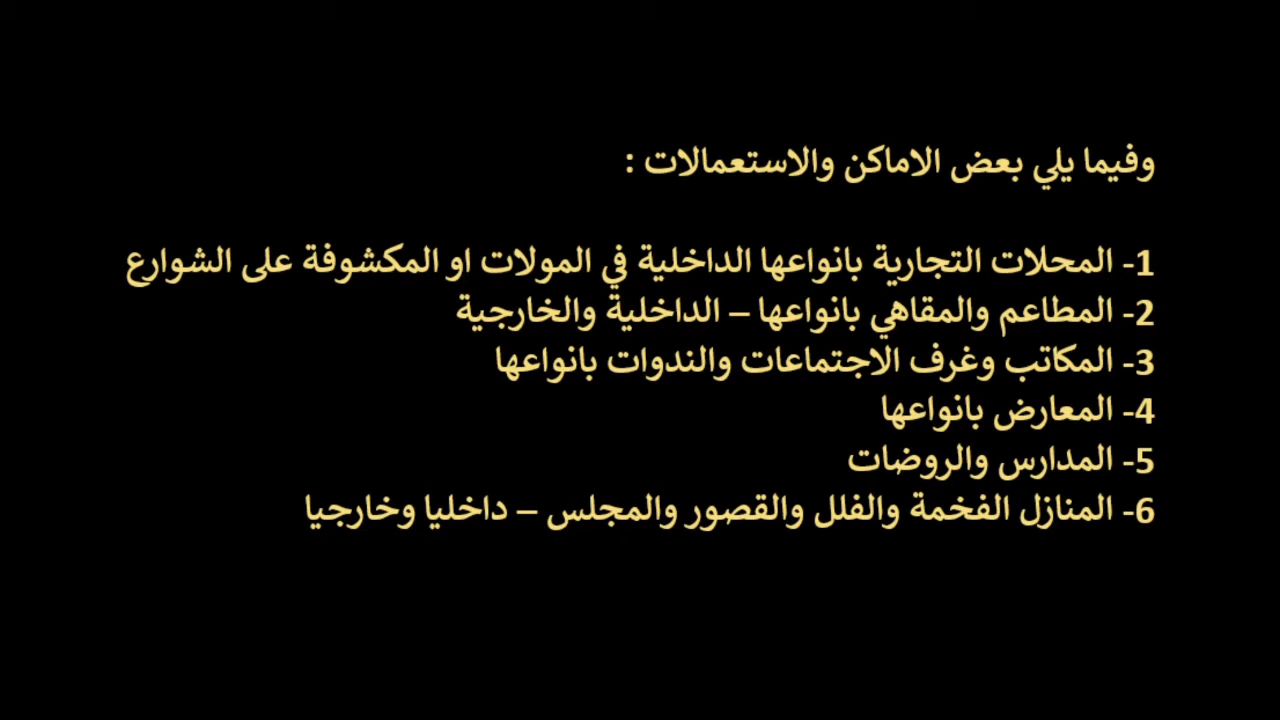 وفيما يلي بعض الاماكن والاستعمالات :
1- المحلات التجارية بانواعها الداخلية في المولات او المكشوفة على الشوارع
2- المطاعم والمقاهي بانواعها – الداخلية والخارجية
3- المكاتب وغرف الاجتماعات والندوات بانواعها
4- المعارض بانواعها
5- المدارس والروضات
6- المنازل الفخمة والفلل والقصور والمجلس – داخليا وخارجيا